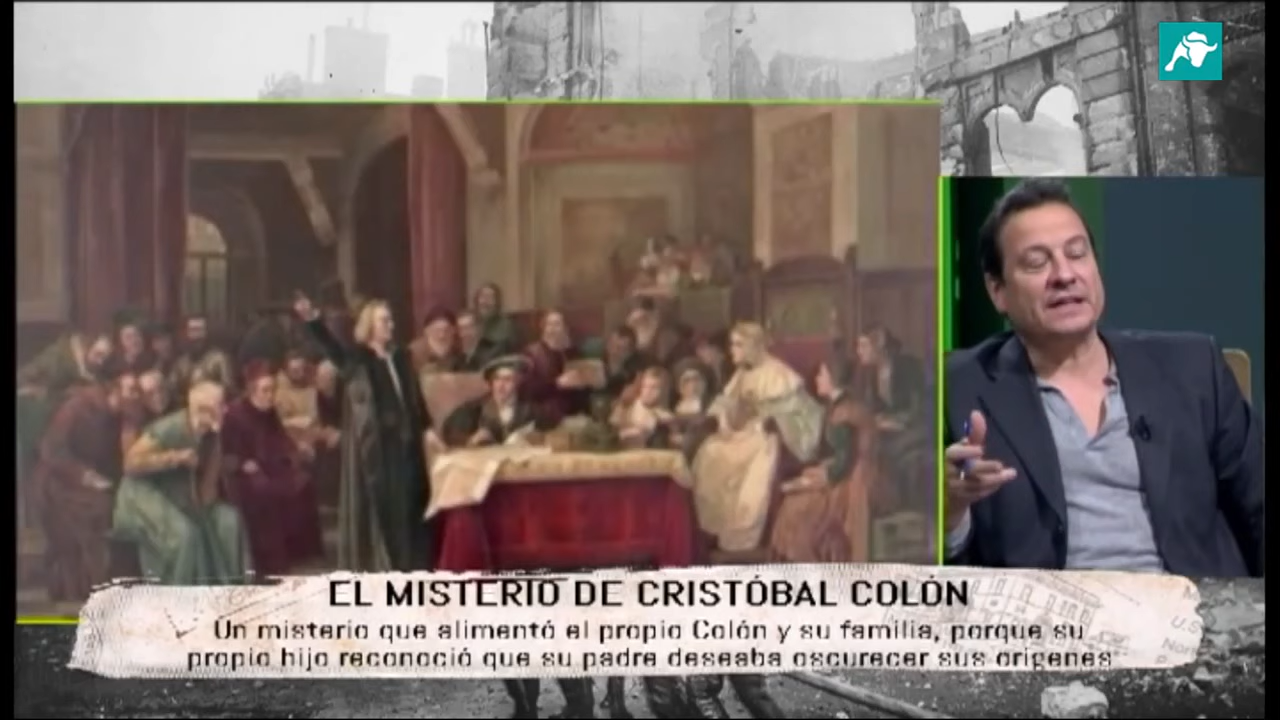 EL MISTERIO DE CRISTÓBAL COLÓN
Un misterio que alimentó el propio Colón y su familia, porque su
propio hijo reconoció que su padre deseaba oscurecer sus orígenes